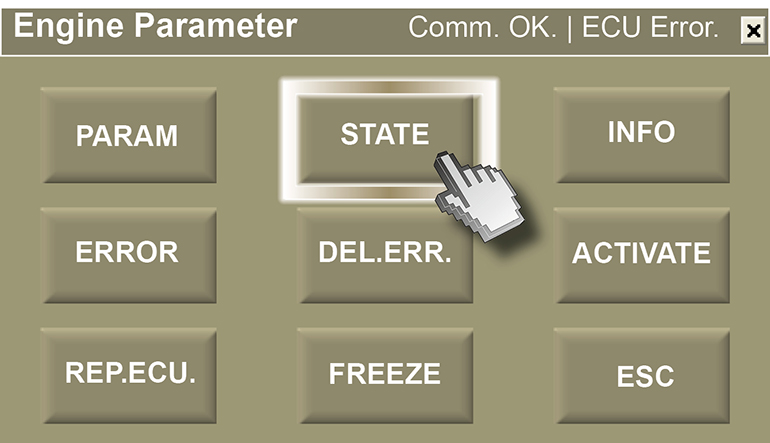 Engine Parameter Comm. OK. | ECU Error.
PARAM STATE INFO
ERROR DEL.ERR. ACTIVATE
REP.ECU. FREEZE ESC